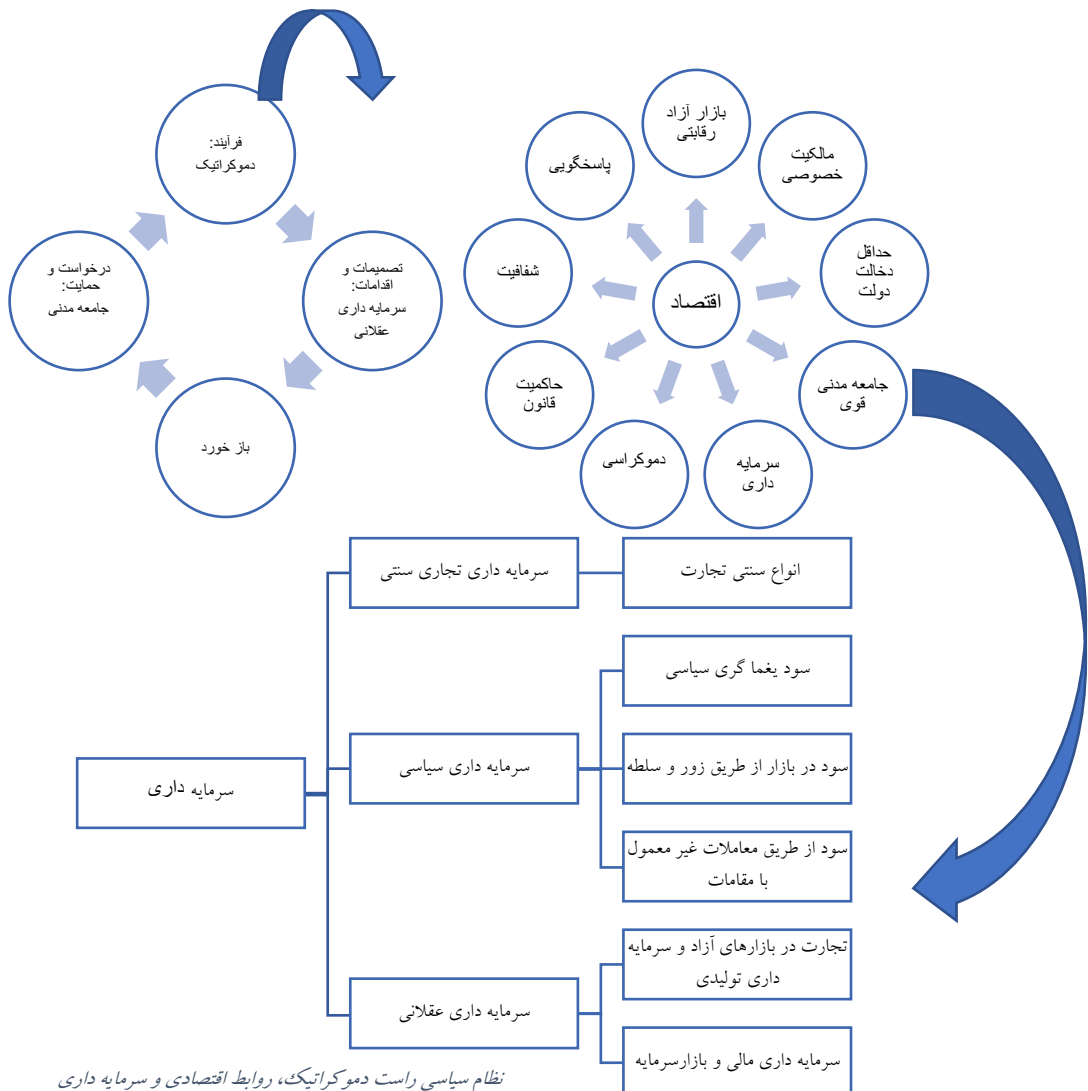 فرآیند:
دموکراتیک
تصمیمات و
اقدامات:
سرمایه داری
عقلانی
باز خورد
درخواست و
حمایت:
جامعه مدنی
اقتصاد
بازار آزاد
رقابتی
مالکیت
خصوصی
حداقل
دخالت
دولت
جامعه مدنی
قوی
سرمایه
داری
دموکراسی
حاکمیت
قانون
شفافیت
پاسخگویی
سرمایه داری
سرمایه داری تجاری سنتی
انواع سنتی تجارت
سرمایه داری سیاسی
سود یغما گری سیاسی
سود در بازار از طریق زور و سلطه
سود از طریق معاملات غیر معمول
با مقامات
سرمایه داری عقلانی
تجارت در بازارهای آزاد و سرمایه
داری تولیدی
سرمایه داری مالی و بازارسرمایه
نظام سیاسی راست دموکراتیک، روابط اقتصادی و سرمایه داری